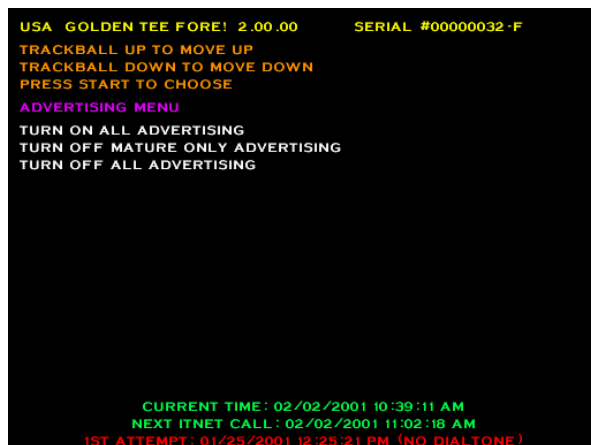 USA GOLDEN TEE FORE! 2.00.00 SERIAL #00000032-F
TRACKBALL UP TO MOVE UP
TRACKBALL DOWN TO MOVE DOWN
PRESS START TO CHOOSE
ADVERTISING MENU
TURN ON ALL ADVERTISING
TURN OFF MATURE ONLY ADVERTISING
TURN OFF ALL ADVERTISING
CURRENT TIME: 02/02/2001 10:39:11 AM
NEXT ITNET CALL: 02/02/2001 11:02:18 AM
1ST ATTEMPT: 01/25/2001 12:25:21 PM (NO DIALTONE)